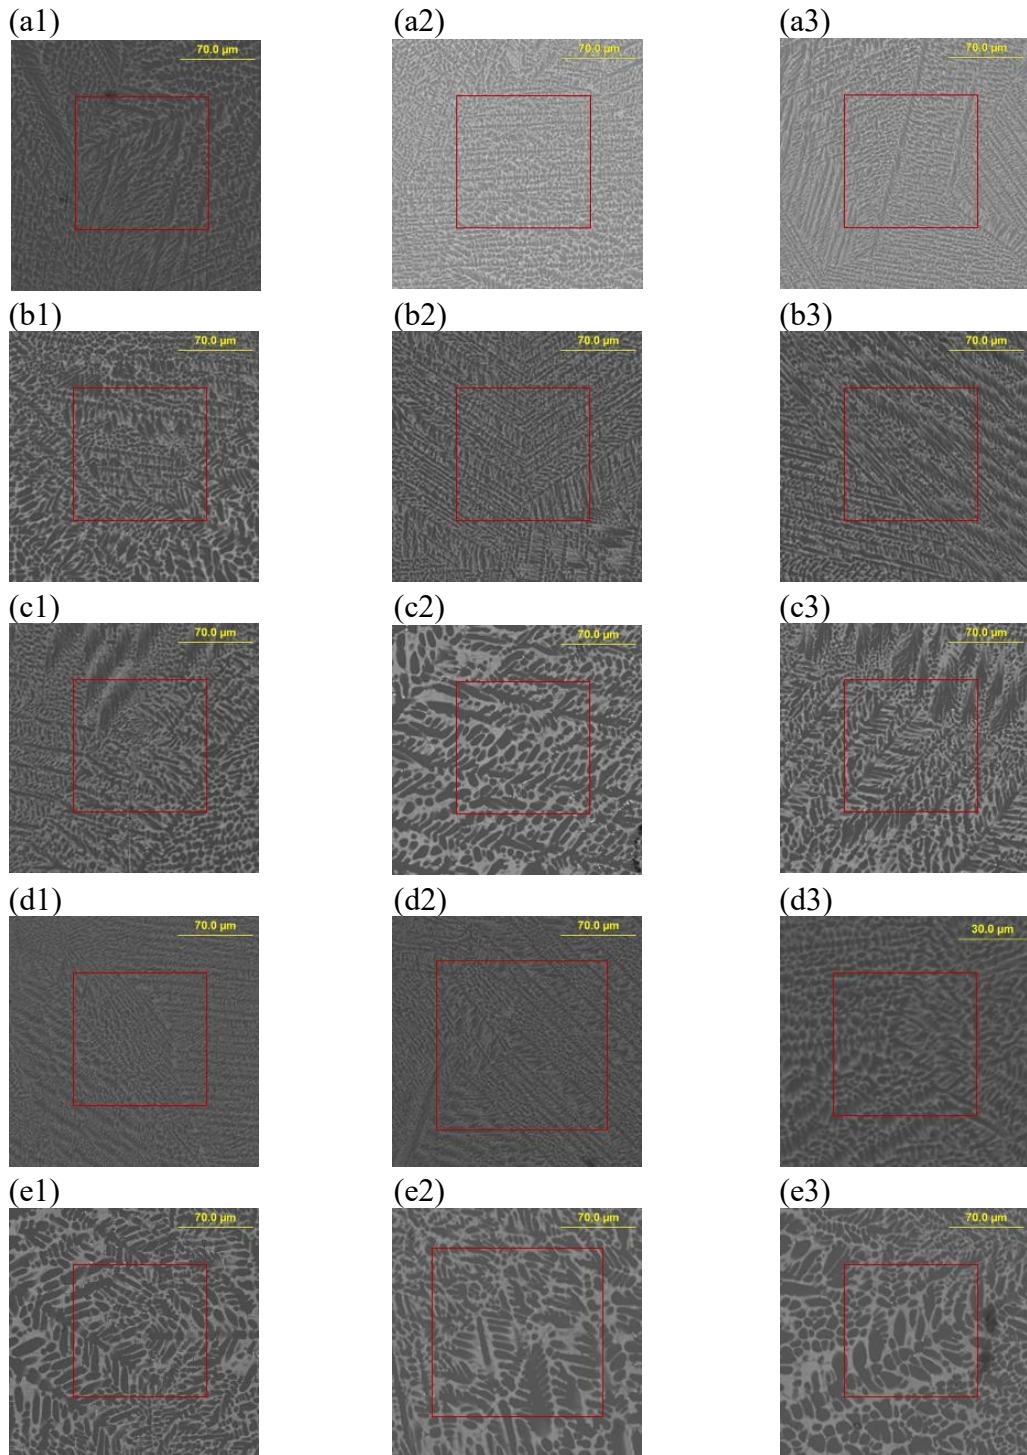 (a1) (a2) (a3)
70.0 µm 70.0 µm 70.0 µm
(b1) (b2) (b3)
70.0 µm 70.0 µm 70.0 µm
(c1) (c2) (c3)
70.0 µm 70.0 µm 70.0 µm
(d1) (d2) (d3)
70.0 µm 70.0 µm 30.0 µm
(e1) (e2) (e3)
70.0 µm 70.0 µm 70.0 µm